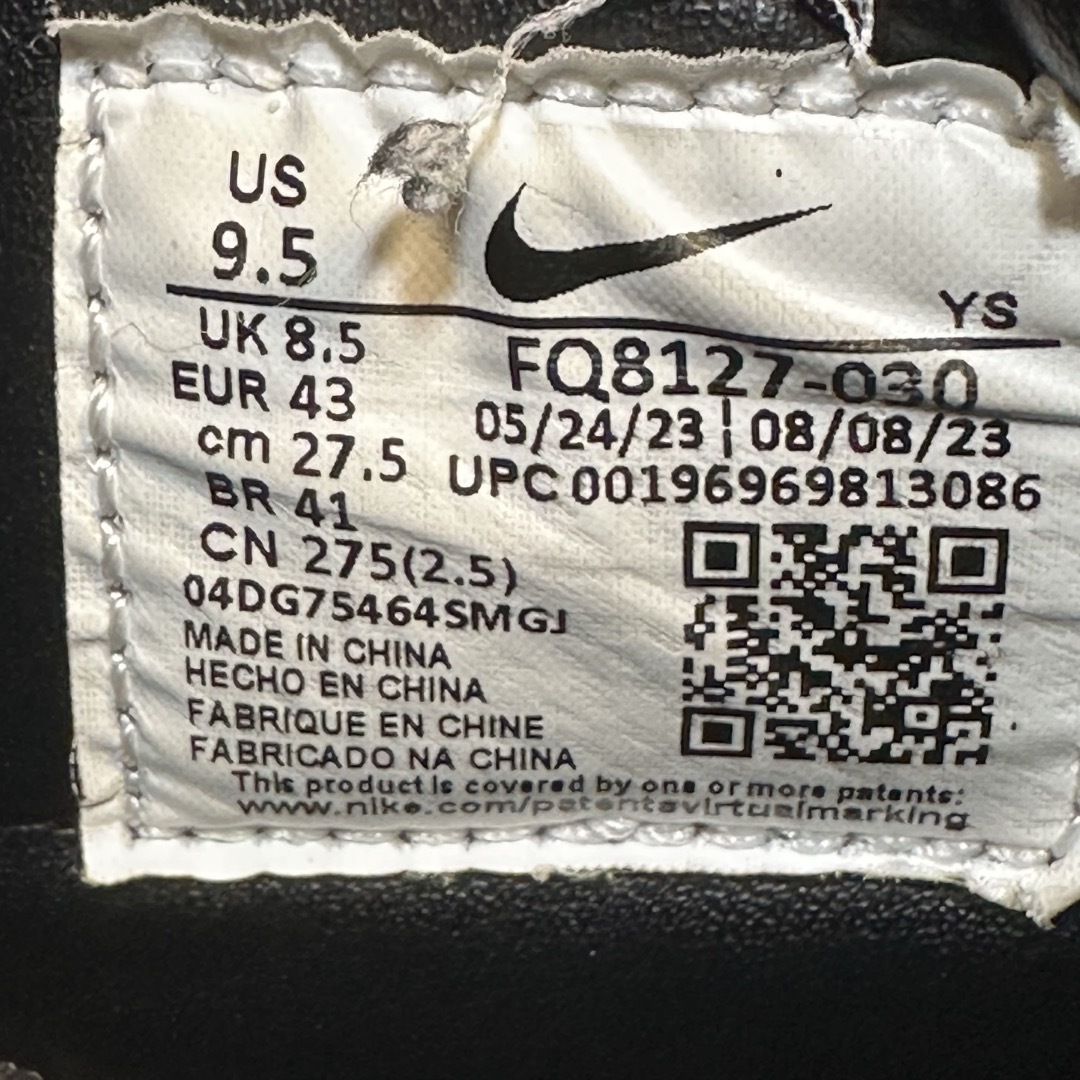 US
9.5
YS
UK 8.5
EUR 43
cm 27.5
BR 41
CN 275(2.5)
FQ8127-030
05/24/23 | 08/08/23
UPC 00196969813086
04DG75464SMGJ
MADE IN CHINA
HECHO EN CHINA
FABRIQUE EN CHINE
FABRICADO NA CHINA
This product is covered by one or more patents:
www.nike.com/patentsvirtualmarking